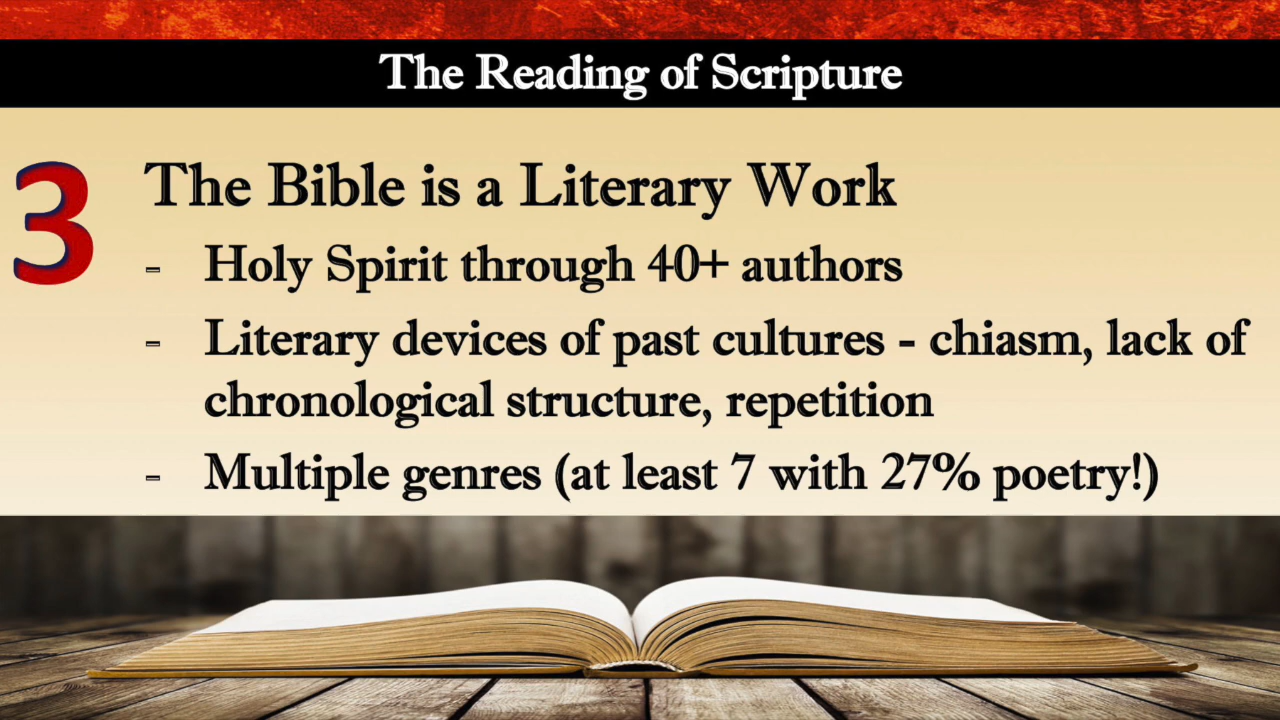 The Reading of Scripture
3
The Bible is a Literary Work
- Holy Spirit through 40+ authors
- Literary devices of past cultures - chiasm, lack of
chronological structure, repetition
- Multiple genres (at least 7 with 27% poetry!)